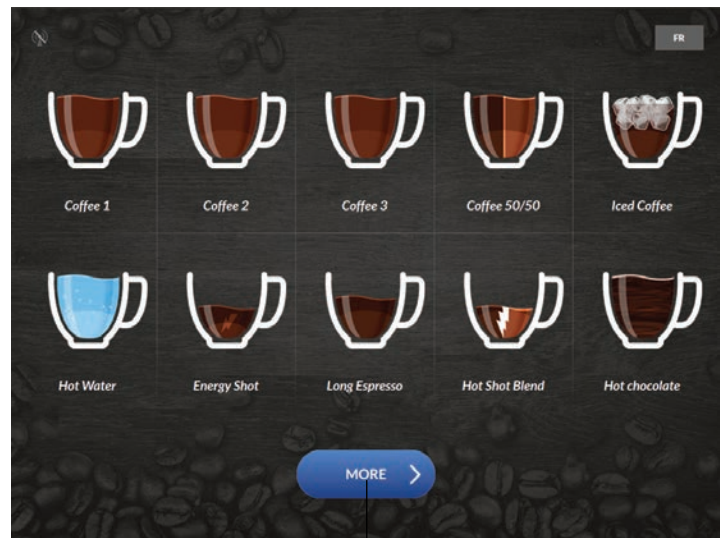 FR
Coffee 1 Coffee 2 Coffee 3 Coffee 50/50 Iced Coffee
Hot Water Energy Shot Long Espresso Hot Shot Blend Hot chocolate
MORE